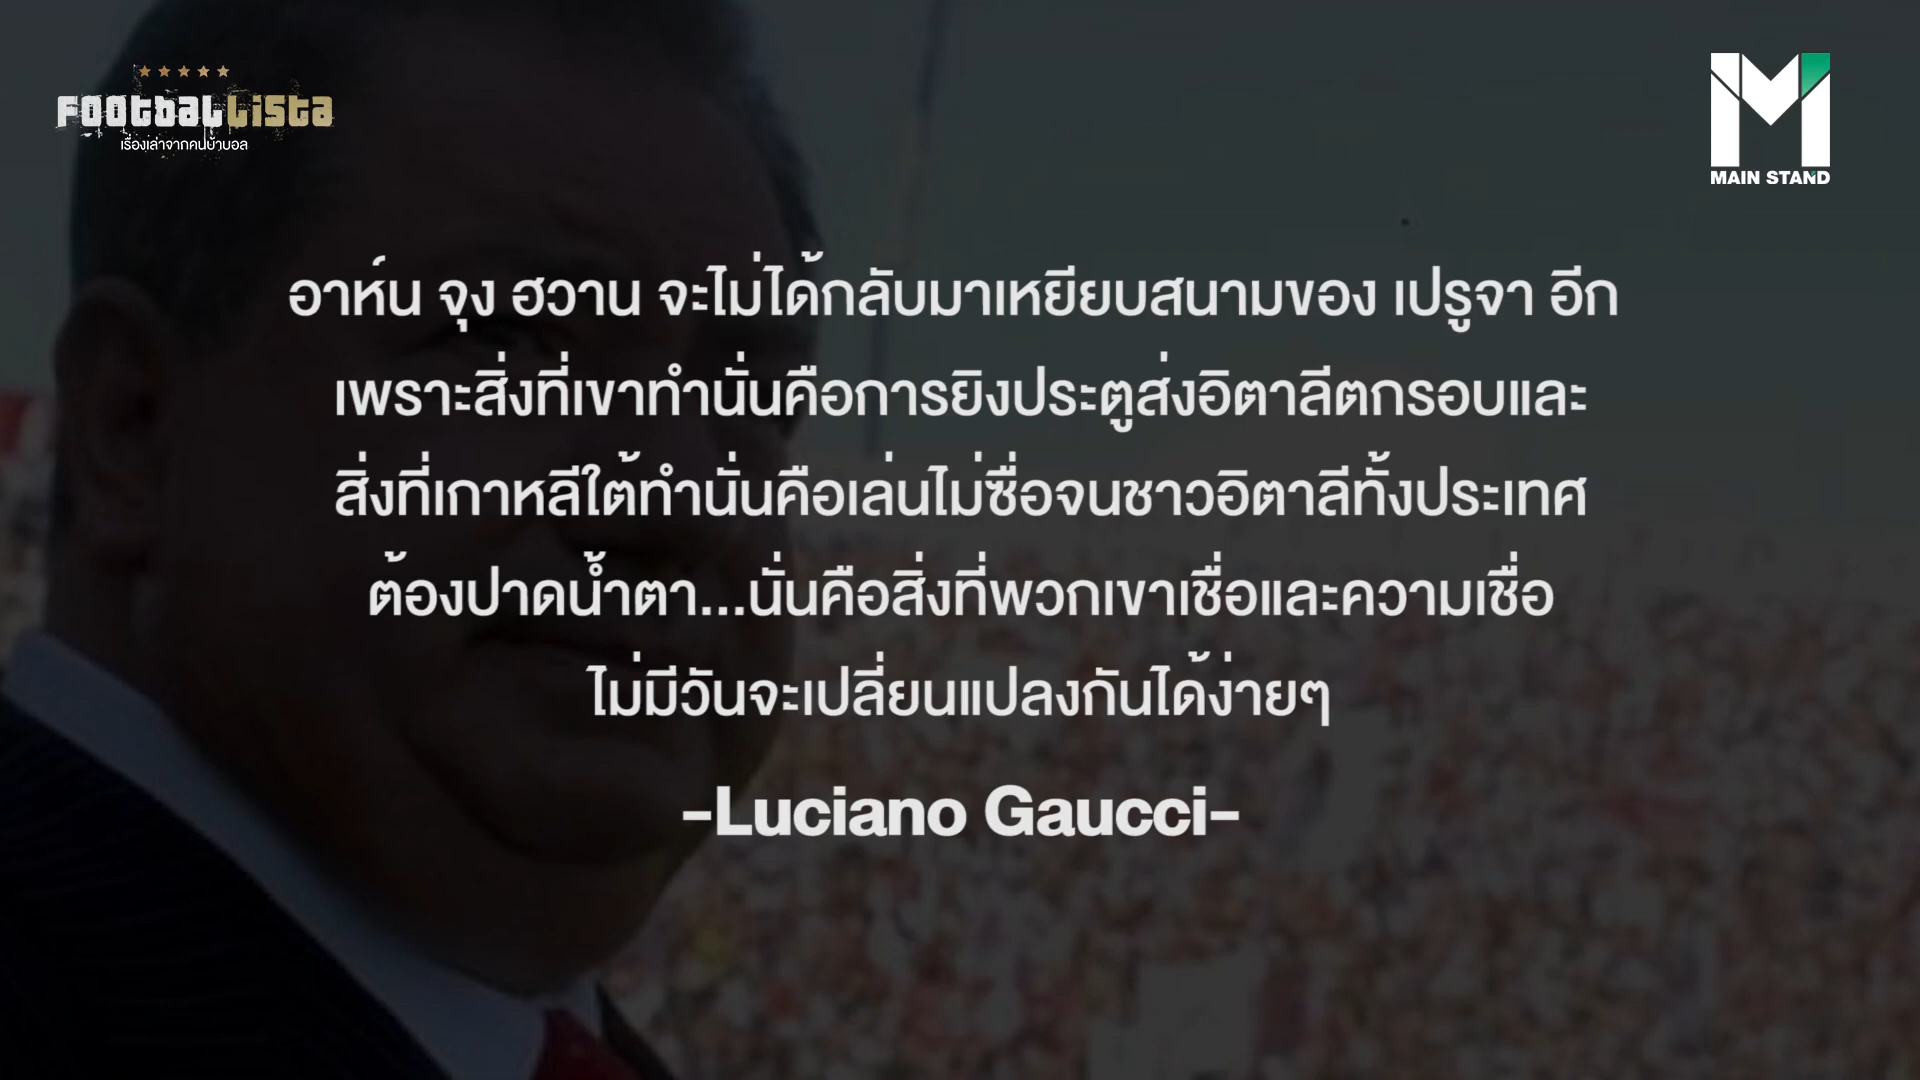 FOOtbaLLiSta
เรื่องเล่าจากคนบ้าบอล
MAIN STAND
อาห์น จุง ฮวาน จะไม่ได้กลับมาเหยียบสนามของ เปรูจา อีก
เพราะสิ่งที่เขาทำนั่นคือการยิงประตูส่งอิตาลีตกรอบและ
สิ่งที่เกาหลีใต้ทำนั่นคือเล่นไม่ซื่อจนชาวอิตาลีทั้งประเทศ
ต้องปาดน้ำตา...นั่นคือสิ่งที่พวกเขาเชื่อและความเชื่อ
ไม่มีวันจะเปลี่ยนแปลงกันได้ง่ายๆ
-Luciano Gaucci-